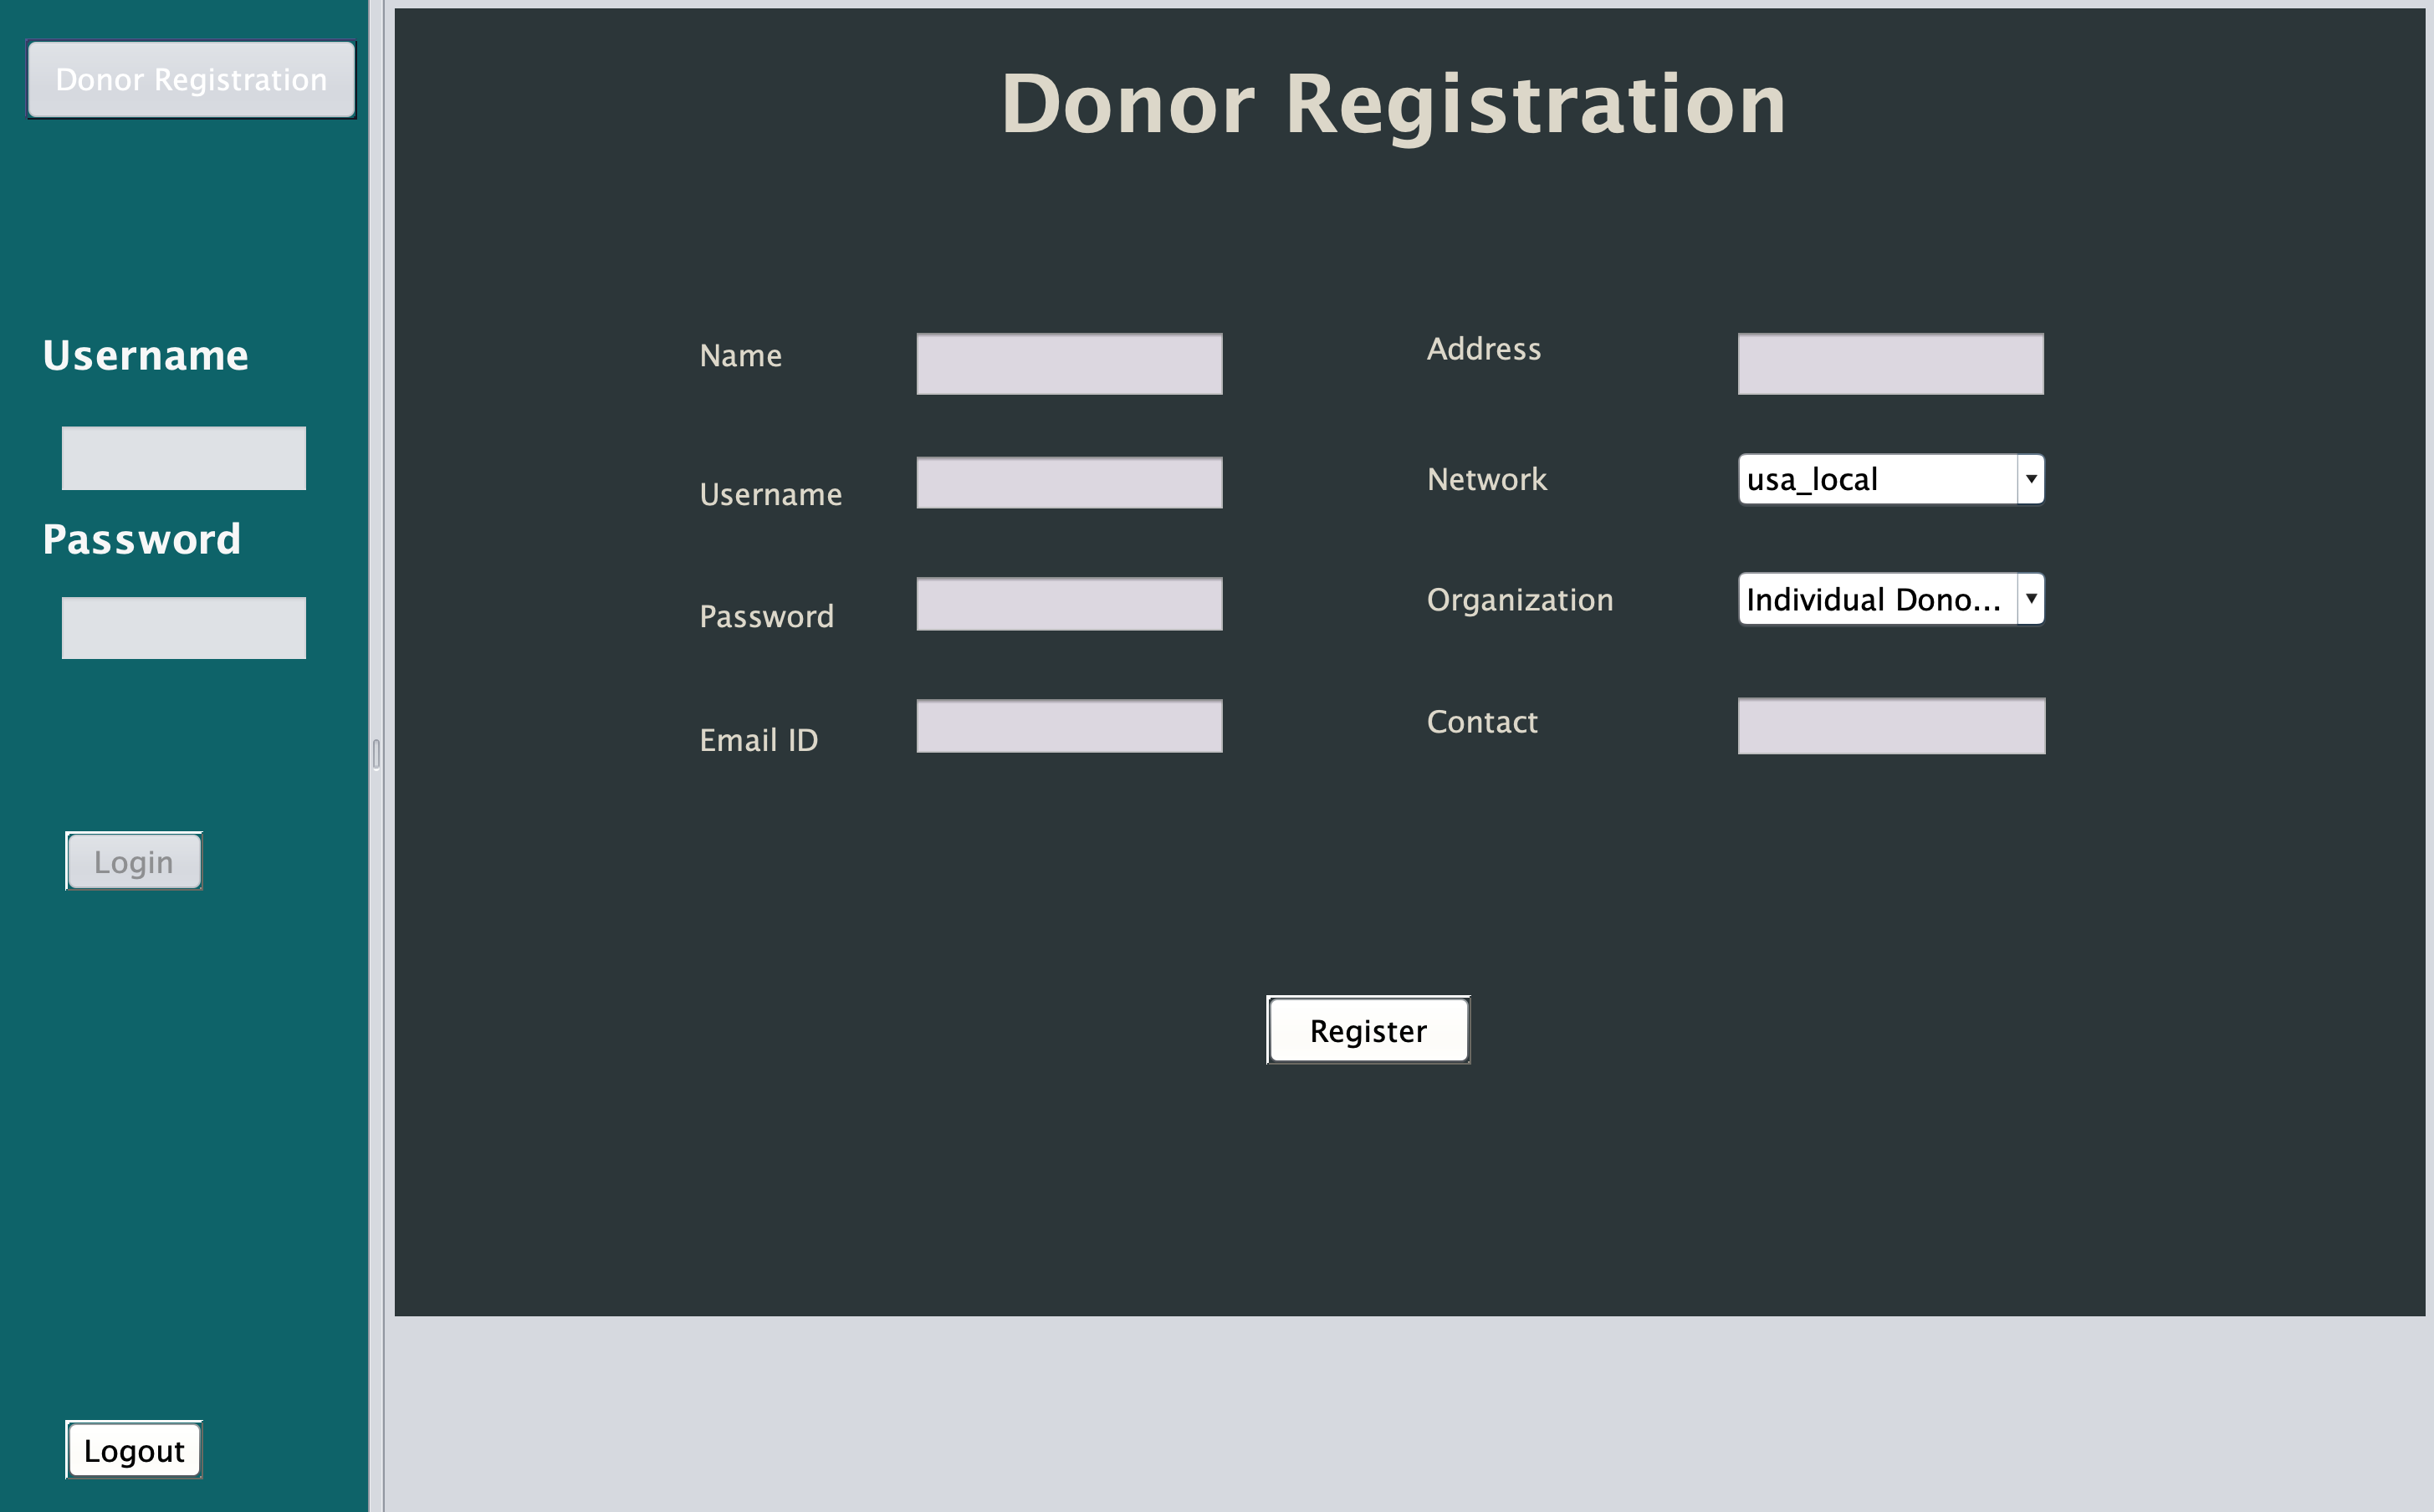 Donor Registration
Username
Password
Login
Logout
Donor Registration
Name
Address
Username
Network
usa_local
Password
Organization
Individual Dono...
Email ID
Contact
Register